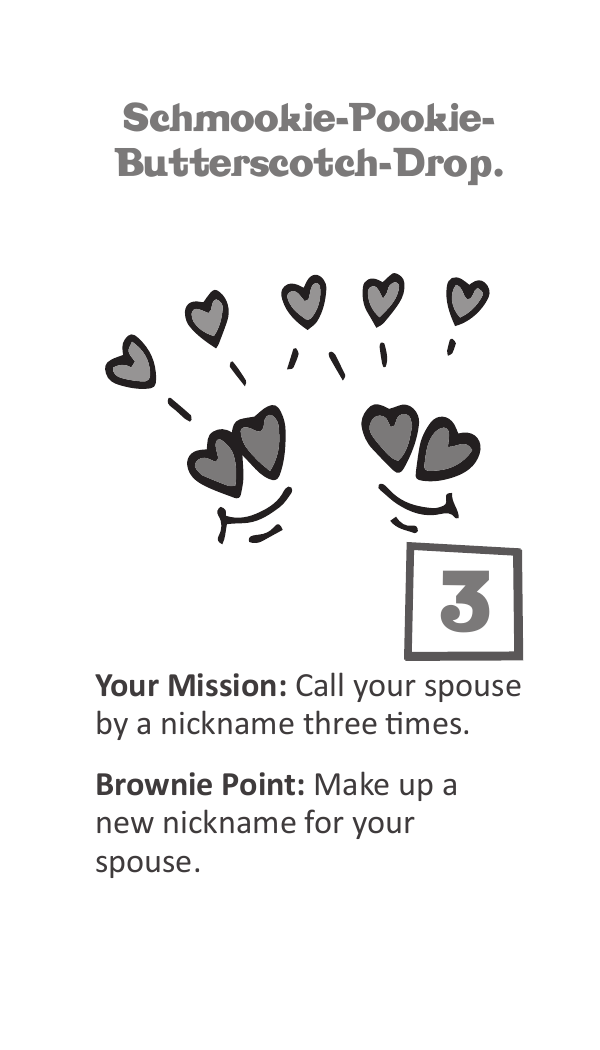 Schmookie-Pookie-
Butterscotch-Drop.
3
Your Mission: Call your spouse
by a nickname three times.
Brownie Point: Make up a
new nickname for your
spouse.